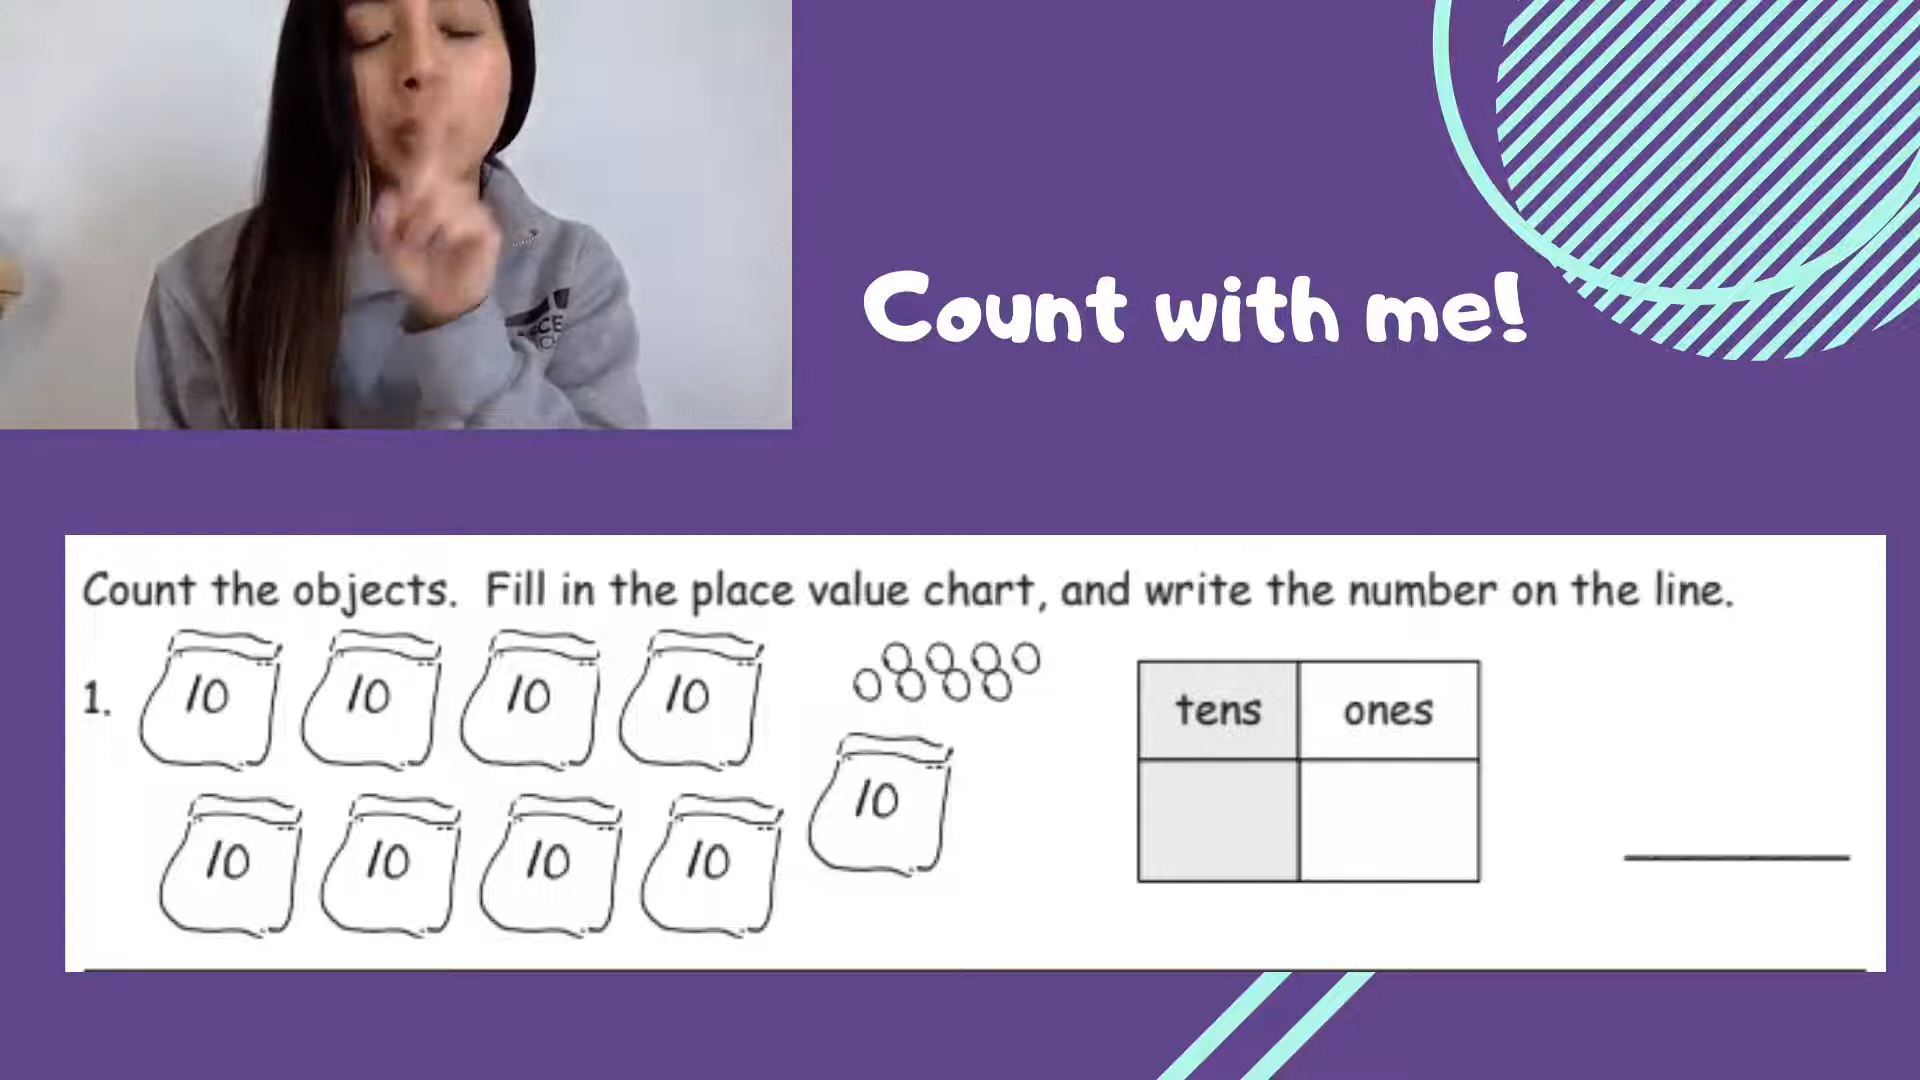 CE
Count with me!
Count the objects. Fill in the place value chart, and write the number on the line.
1. 10 10 10 10
tens ones
10
10 10 10 10